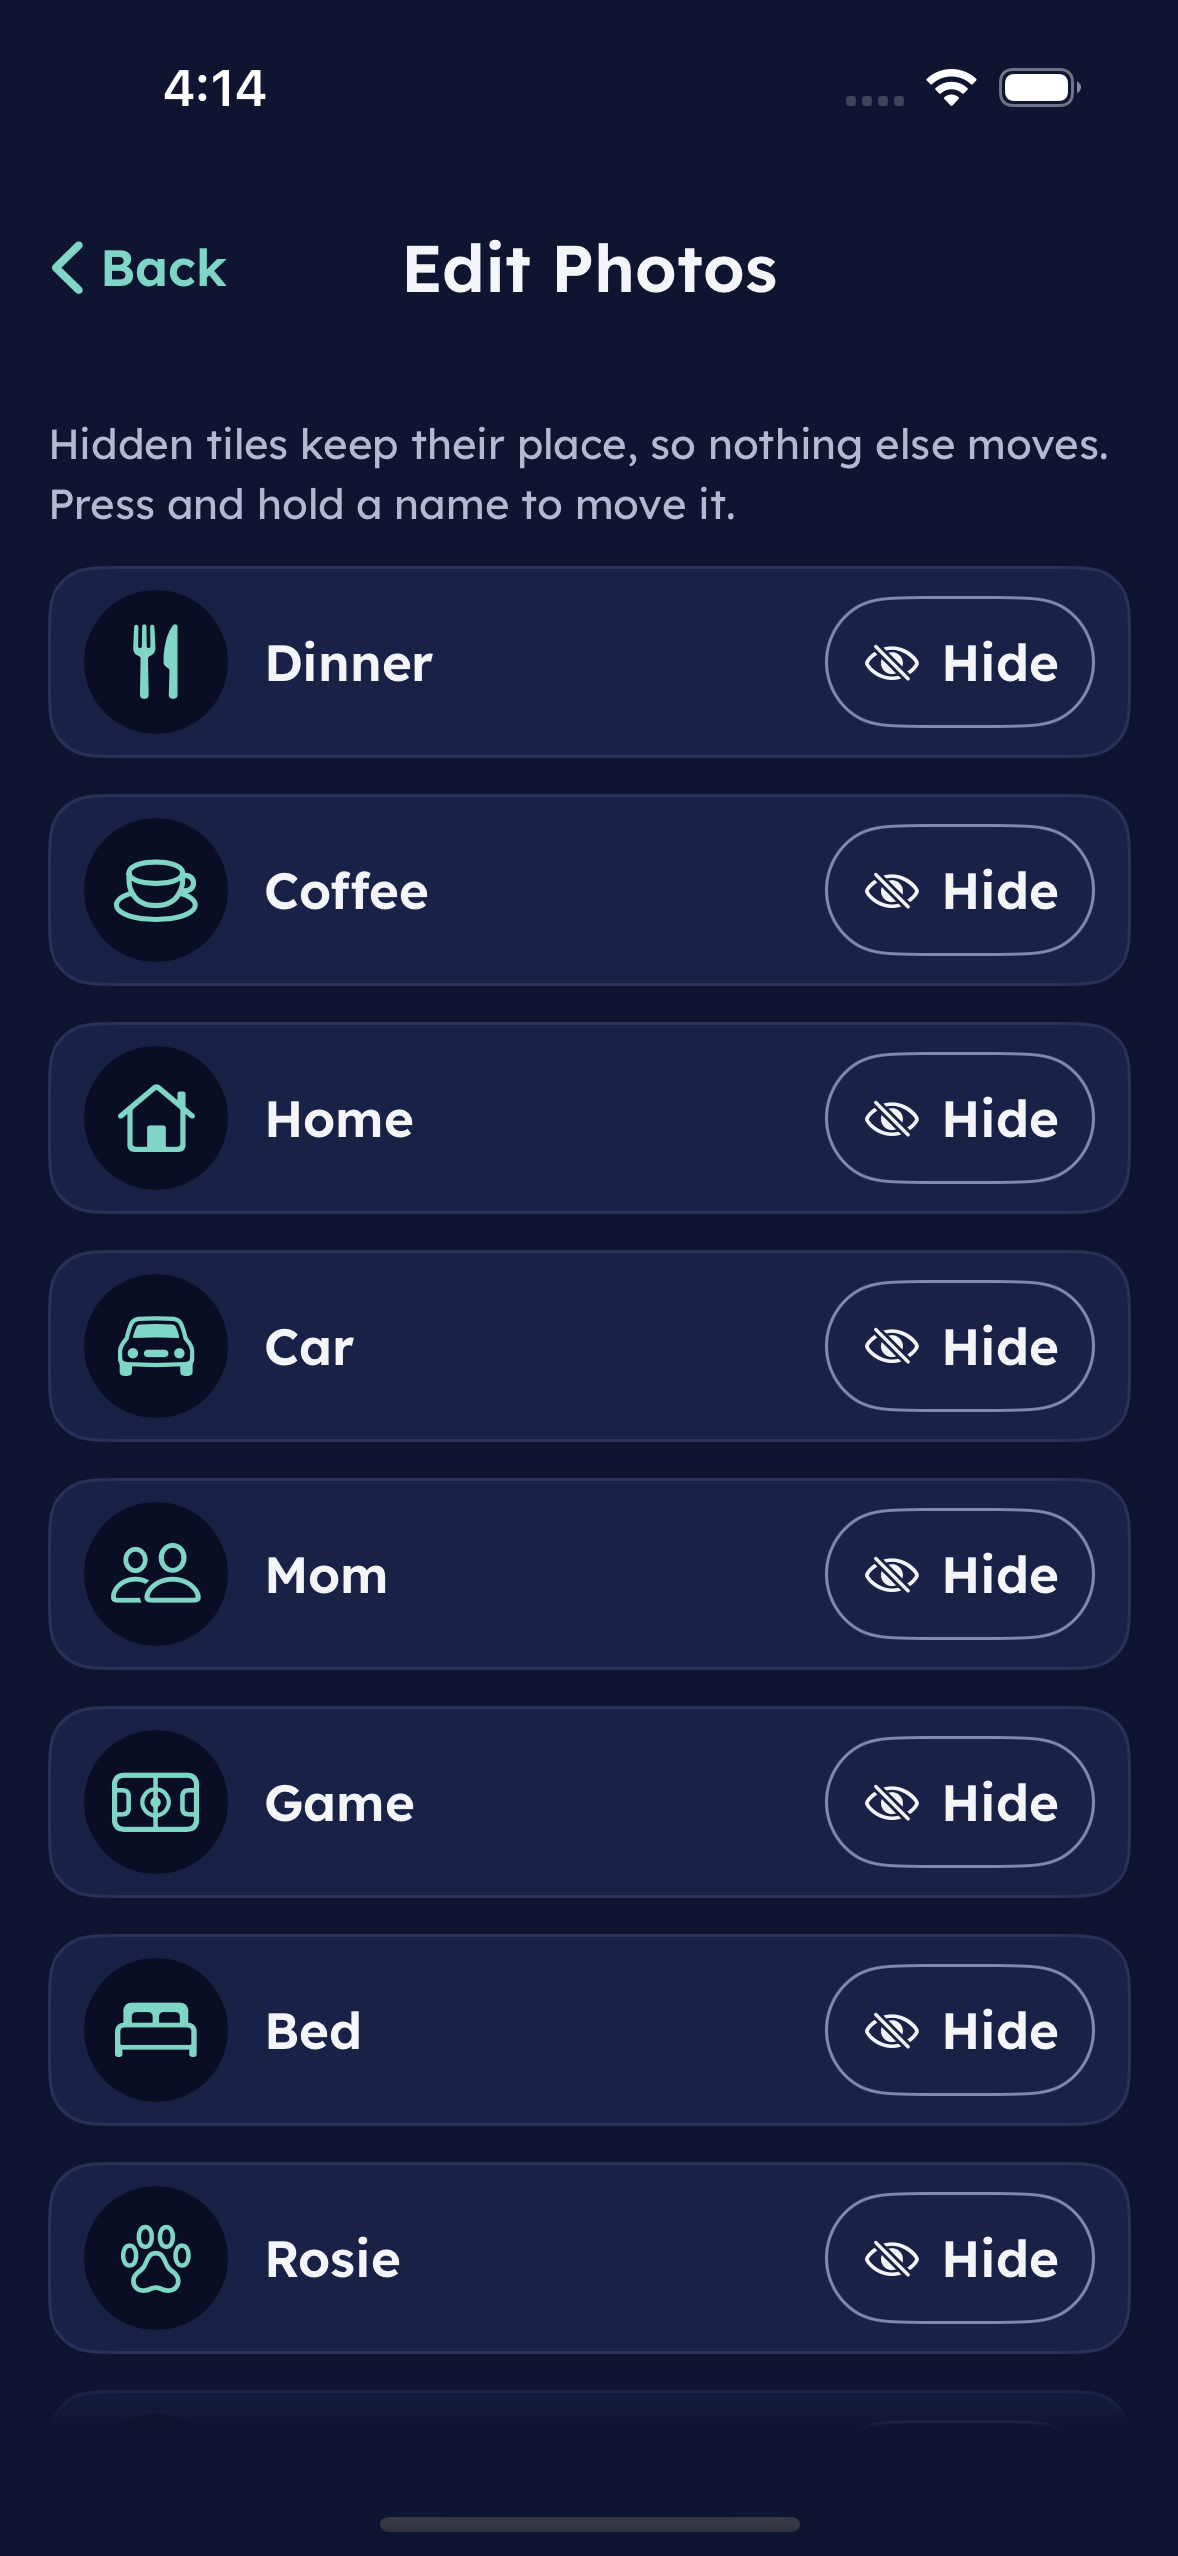 4:14
Back
Edit Photos
Hidden tiles keep their place, so nothing else moves.
Press and hold a name to move it.
Dinner
Hide
Coffee
Hide
Home
Hide
Car
Hide
Mom
Hide
Game
Hide
Bed
Hide
Rosie
Hide